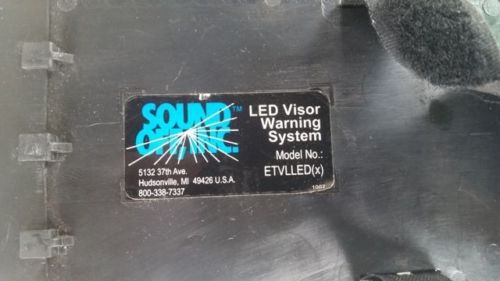 SOUND
OFF, INC.
™
5132 37th Ave.
Hudsonville, MI 49426 U.S.A.
800-338-7337
LED Visor
Warning
System
Model No.:
ETVLLED(x)